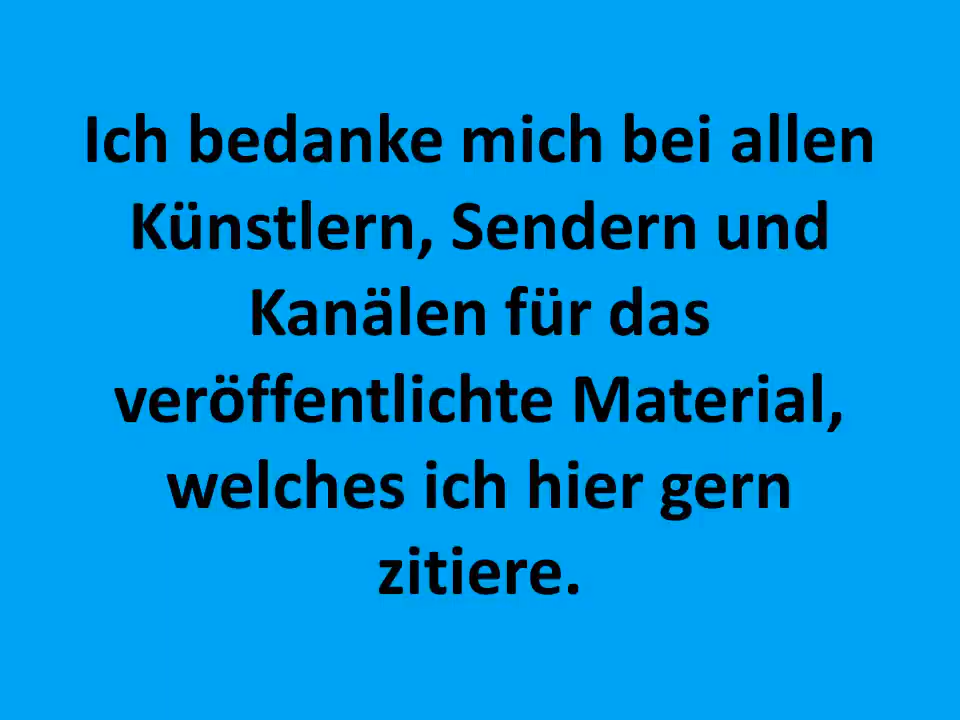 Ich bedanke mich bei allen
Künstlern, Sendern und
Kanälen für das
veröffentlichte Material,
welches ich hier gern
zitiere.